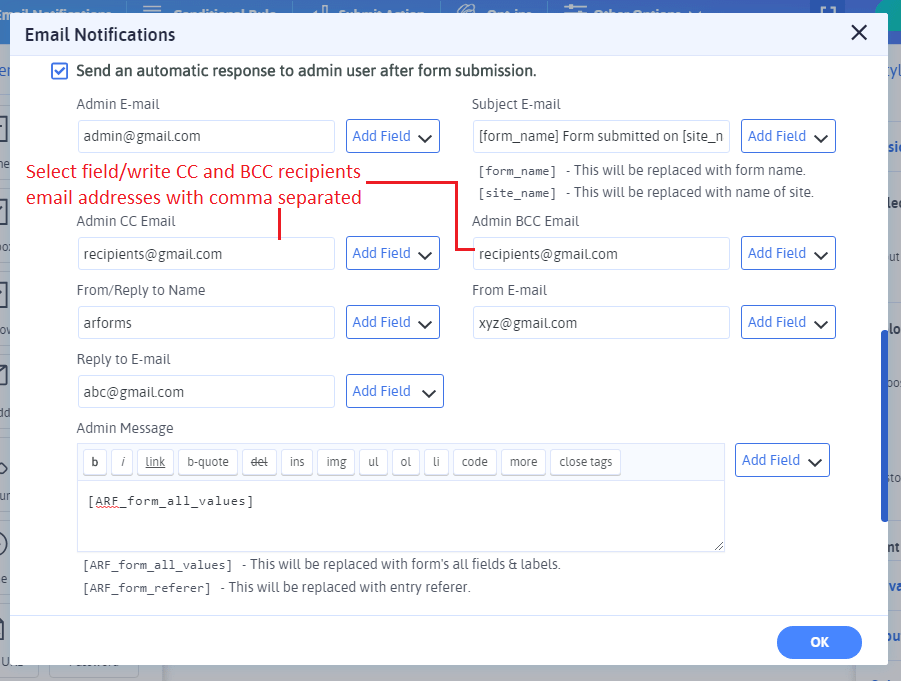 Email Notifications
Send an automatic response to admin user after form submission.
Admin E-mail
Subject E-mail
admin@gmail.com
Add Field
[form_name] Form submitted on [site_n
Add Field
Select field/write CC and BCC recipients
email addresses with comma separated
[form_name] - This will be replaced with form name.
[site_name] - This will be replaced with name of site.
Admin CC Email
Admin BCC Email
recipients@gmail.com
Add Field
recipients@gmail.com
Add Field
From/Reply to Name
From E-mail
arforms
Add Field
xyz@gmail.com
Add Field
Reply to E-mail
abc@gmail.com
Add Field
Admin Message
b i link b-quote del ins img ul ol li code more close tags
Add Field
[ARF_form_all_values]
[ARF_form_all_values] - This will be replaced with form's all fields & labels.
[ARF_form_referer] - This will be replaced with entry referer.
OK